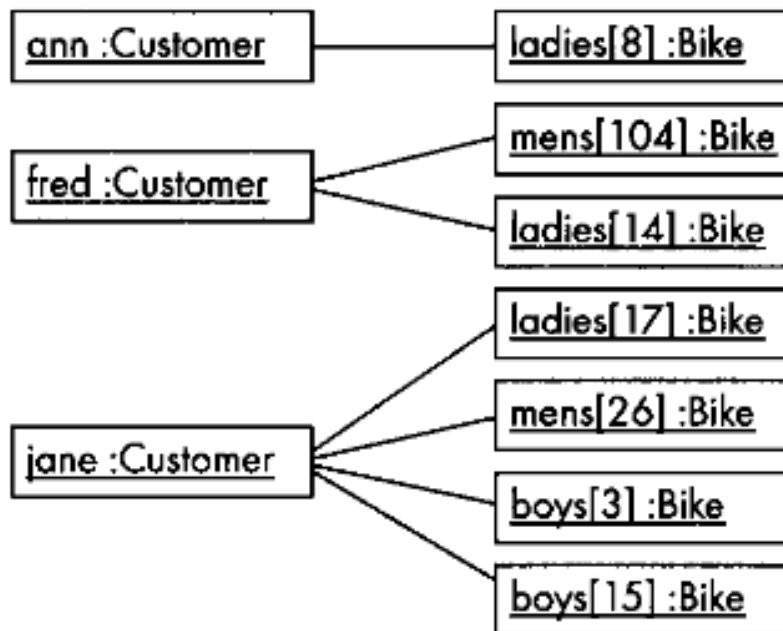 ann :Customer
ladies[8] :Bike
fred :Customer
mens[104] :Bike
ladies[14] :Bike
jane :Customer
ladies[17] :Bike
mens[26] :Bike
boys[3] :Bike
boys[15] :Bike